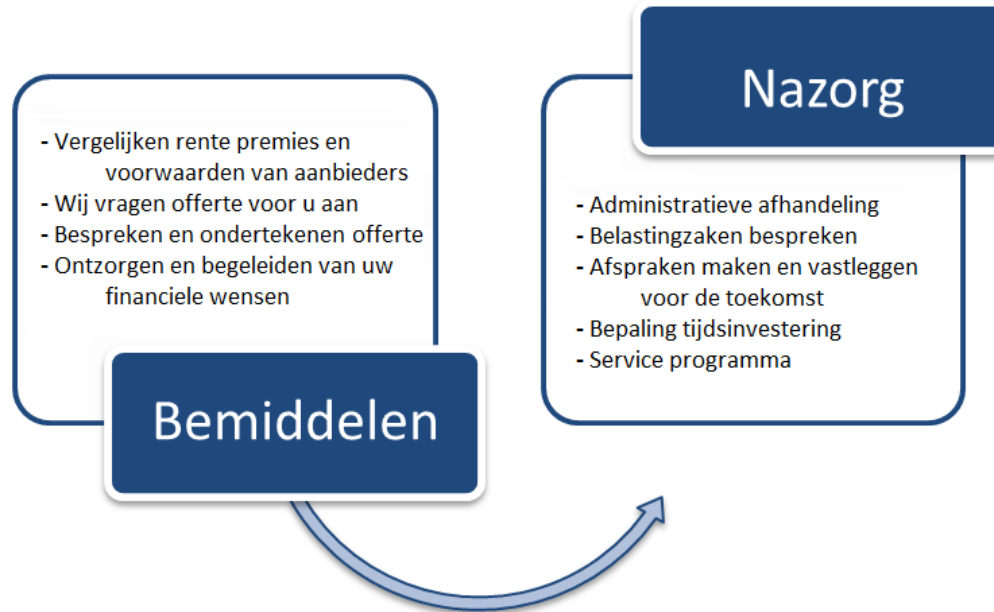 - Vergelijken rente premies en
voorwaarden van aanbieders
- Wij vragen offerte voor u aan
- Bespreken en ondertekenen offerte
- Ontzorgen en begeleiden van uw
financiele wensen
Bemiddelen
Nazorg
- Administratieve afhandeling
- Belastingzaken bespreken
- Afspraken maken en vastleggen
voor de toekomst
- Bepaling tijdsinvestering
- Service programma